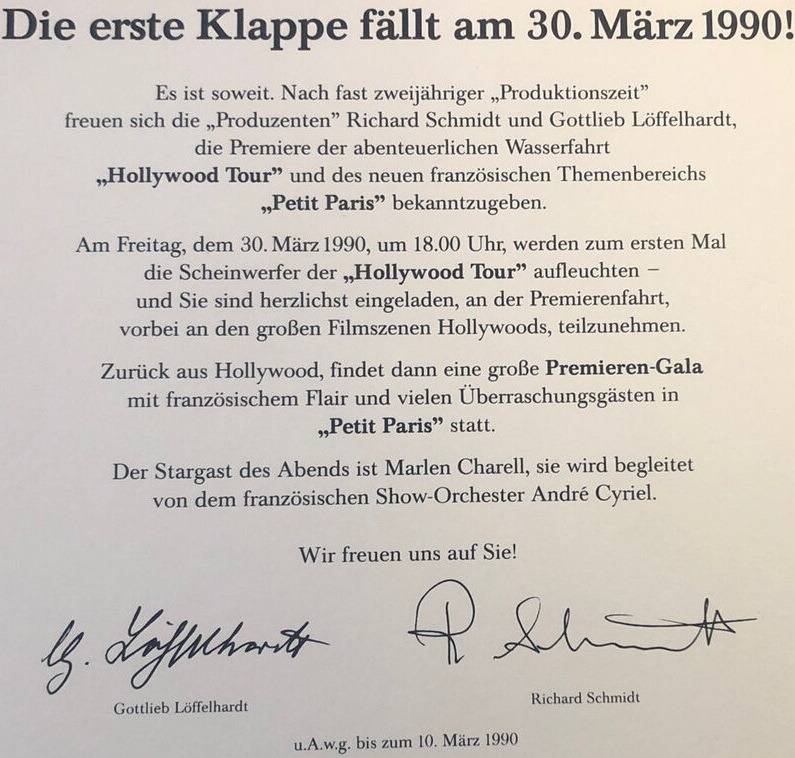 Die erste Klappe fällt am 30. März 1990!
Es ist soweit. Nach fast zweijähriger „Produktionszeit”
freuen sich die „Produzenten” Richard Schmidt und Gottlieb Löffelhardt,
die Premiere der abenteuerlichen Wasserfahrt
„Hollywood Tour” und des neuen französischen Themenbereichs
„Petit Paris” bekanntzugeben.
Am Freitag, dem 30. März 1990, um 18.00 Uhr, werden zum ersten Mal
die Scheinwerfer der „Hollywood Tour” aufleuchten –
und Sie sind herzlichst eingeladen, an der Premierenfahrt,
vorbei an den großen Filmszenen Hollywoods, teilzunehmen.
Zurück aus Hollywood, findet dann eine große Premieren-Gala
mit französischem Flair und vielen Überraschungsgästen in
„Petit Paris” statt.
Der Stargast des Abends ist Marlen Charell, sie wird begleitet
von dem französischen Show-Orchester André Cyriel.
Wir freuen uns auf Sie!
G. Löffelhardt
R Schmidt
Gottlieb Löffelhardt
Richard Schmidt
u.A.w.g. bis zum 10. März 1990